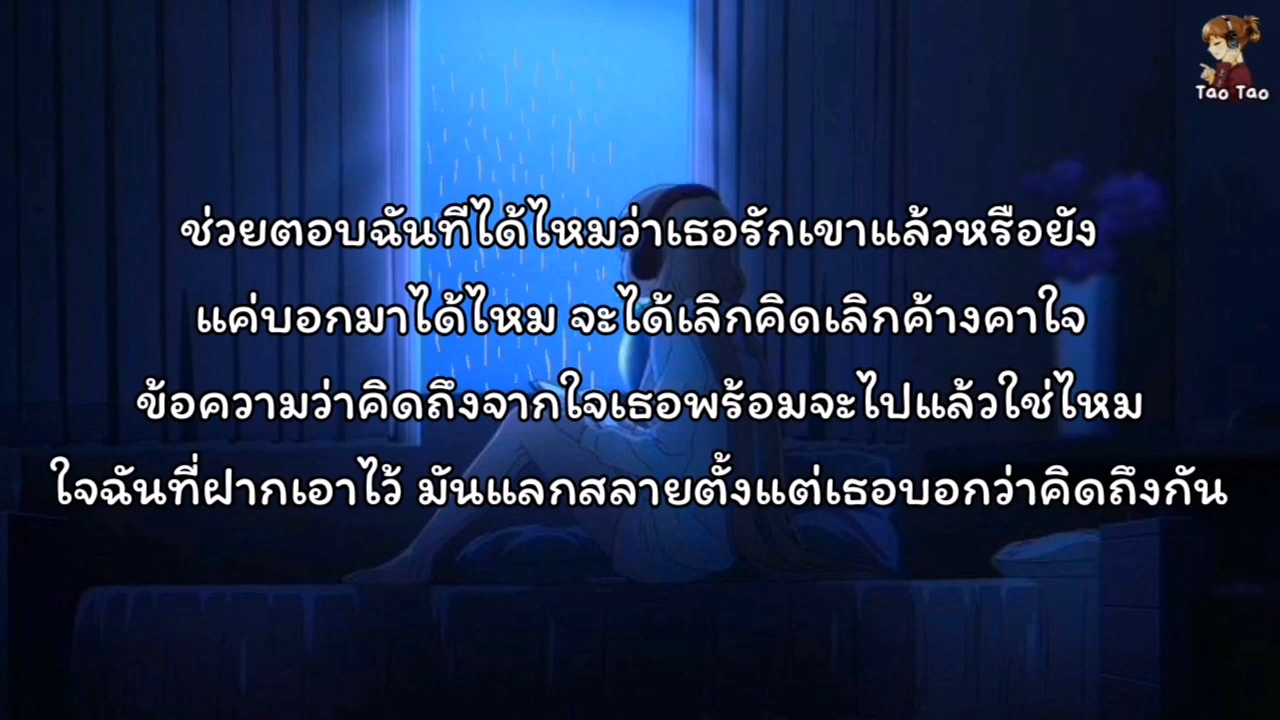 Tao Tao
ช่วยตอบฉันทีได้ไหมว่าเธอรักเขาแล้วหรือยัง
แค่บอกมาได้ไหม จะได้เลิกคิดเลิกค้างคาใจ
ข้อความว่าคิดถึงจากใจเธอพร้อมจะไปแล้วใช่ไหม
ใจฉันที่ฝากเอาไว้ มันแลกสลายตั้งแต่เธอบอกว่าคิดถึงกัน